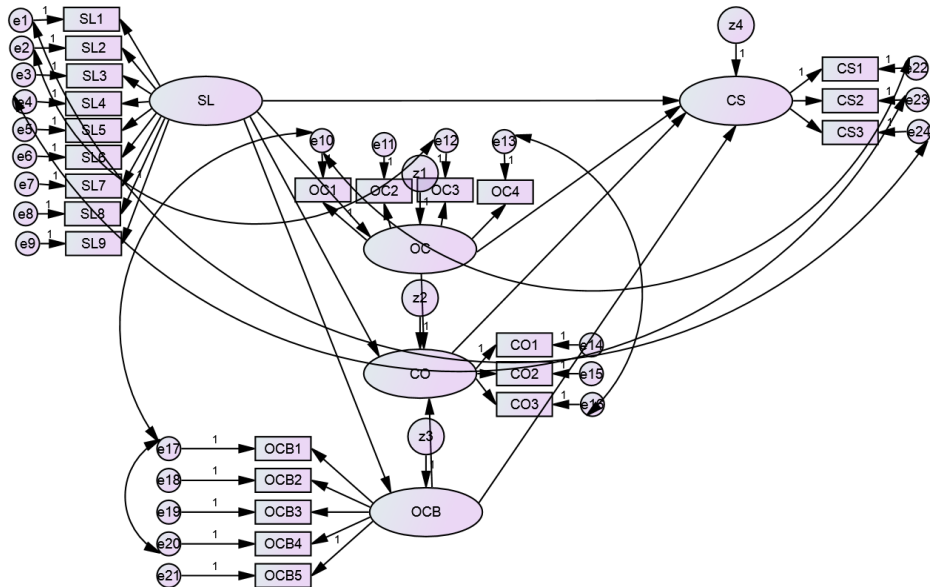 e1 1 SL1
e2 1 SL2
e3 1 SL3
e4 1 SL4
e5 1 SL5
e6 1 SL6
e7 1 SL7
e8 1 SL8
e9 1 SL9
1
SL
z4
1
CS
1 CS1 1 e22
CS2 1 e23
CS3 1 e24
e10 e11 e12 e13
1 1 1 1
z1
OC1 OC2 OC3 OC4
1 1
OC
z2
1
CO
1 CO1 1 e14
CO2 1 e15
CO3 1 e16
z3
1
OCB
e17 1 OCB1
e18 1 OCB2
e19 1 OCB3
e20 1 OCB4
1
e21 1 OCB5